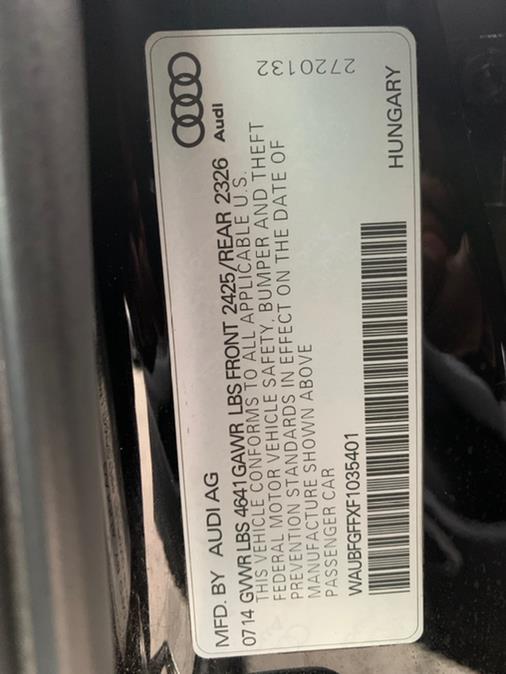 MFD. BY AUDI AG
Audi
0714 GVWR LBS 4641 GAWR LBS FRONT 2425/REAR 2326
THIS VEHICLE CONFORMS TO ALL APPLICABLE U.S.
FEDERAL MOTOR VEHICLE SAFETY, BUMPER AND THEFT
PREVENTION STANDARDS IN EFFECT ON THE DATE OF
MANUFACTURE SHOWN ABOVE
PASSENGER CAR
2720132
WAUBFGFFXF1035401
HUNGARY